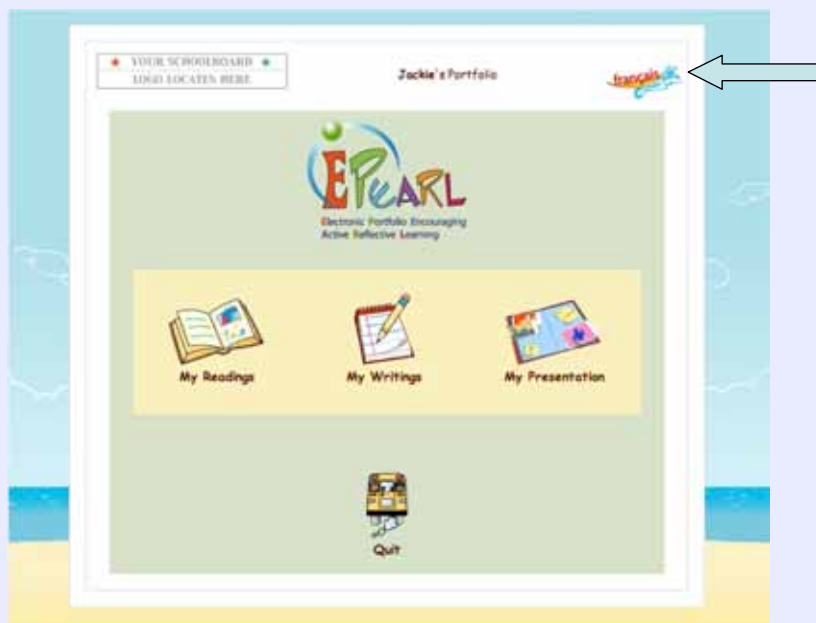 YOUR SCHOOLBOARD
LOGO LOCATES HERE
Jackie's Portfolio
français
EPEARL
Electronic Portfolio Encouraging
Active Reflective Learning
My Readings
My Writings
My Presentation
Quit